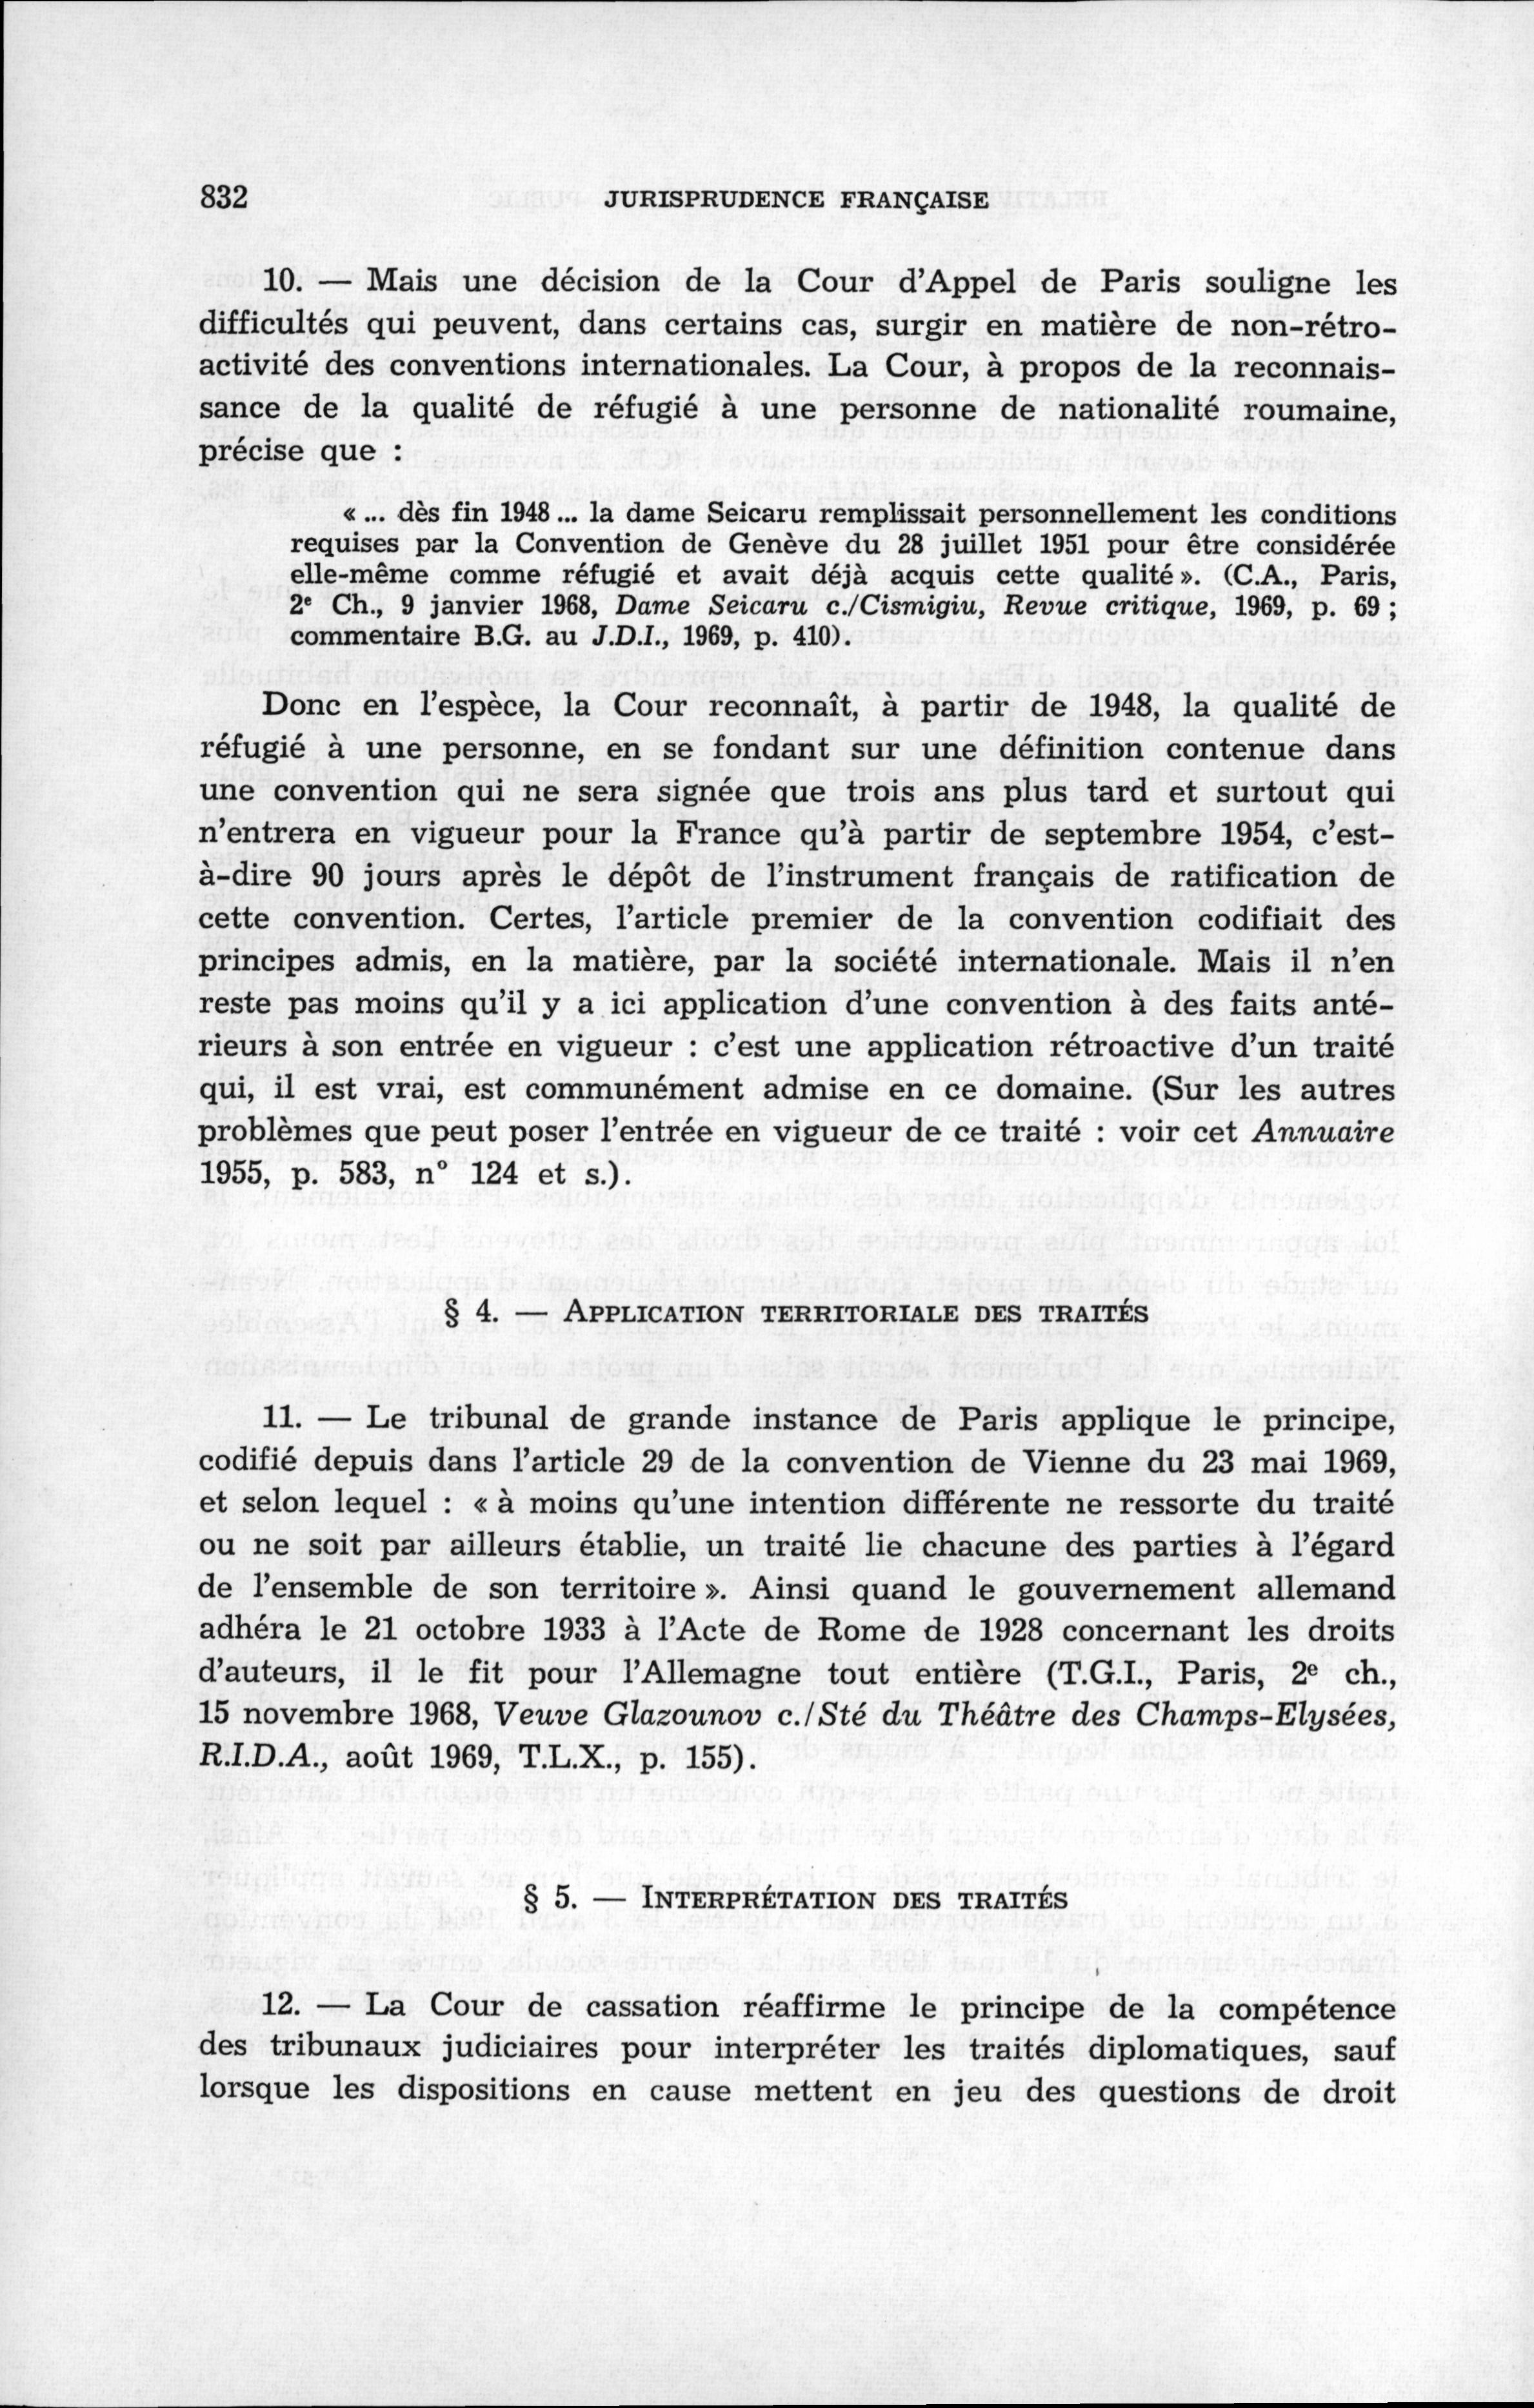 832 JURISPRUDENCE FRANÇAISE
10. — Mais une décision de la Cour d'Appel de Paris souligne les
difficultés qui peuvent, dans certains cas, surgir en matière de non-rétro-
activité des conventions internationales. La Cour, à propos de la reconnais-
sance de la qualité de réfugié à une personne de nationalité roumaine,
précise que :
« ... dès fin 1948 ... la dame Seicaru remplissait personnellement les conditions
requises par la Convention de Genève du 28 juillet 1951 pour être considérée
elle-même comme réfugié et avait déjà acquis cette qualité ». (C.A., Paris,
2e Ch., 9 janvier 1968, Dame Seicaru c./Cismigiu, Revue critique, 1969, p. 69 ;
commentaire B.G. au J.D.I., 1969, p. 410).
Donc en l'espèce, la Cour reconnaît, à partir de 1948, la qualité de
réfugié à une personne, en se fondant sur une définition contenue dans
une convention qui ne sera signée que trois ans plus tard et surtout qui
n'entrera en vigueur pour la France qu'à partir de septembre 1954, c'est-
à-dire 90 jours après le dépôt de l'instrument français de ratification de
cette convention. Certes, l'article premier de la convention codifiait des
principes admis, en la matière, par la société internationale. Mais il n'en
reste pas moins qu'il y a ici application d'une convention à des faits anté-
rieurs à son entrée en vigueur : c'est une application rétroactive d'un traité
qui, il est vrai, est communément admise en ce domaine. (Sur les autres
problèmes que peut poser l'entrée en vigueur de ce traité : voir cet Annuaire
1955, p. 583, n° 124 et s.).
§ 4. — APPLICATION TERRITORIALE DES TRAITÉS
11. — Le tribunal de grande instance de Paris applique le principe,
codifié depuis dans l'article 29 de la convention de Vienne du 23 mai 1969,
et selon lequel : « à moins qu'une intention différente ne ressorte du traité
ou ne soit par ailleurs établie, un traité lie chacune des parties à l'égard
de l'ensemble de son territoire ». Ainsi quand le gouvernement allemand
adhéra le 21 octobre 1933 à l'Acte de Rome de 1928 concernant les droits
d'auteurs, il le fit pour l'Allemagne tout entière (T.G.I., Paris, 2e ch.,
15 novembre 1968, Veuve Glazounov c./Sté du Théâtre des Champs-Elysées,
R.I.D.A., août 1969, T.L.X., p. 155).
§ 5. — INTERPRÉTATION DES TRAITÉS
12. — La Cour de cassation réaffirme le principe de la compétence
des tribunaux judiciaires pour interpréter les traités diplomatiques, sauf
lorsque les dispositions en cause mettent en jeu des questions de droit